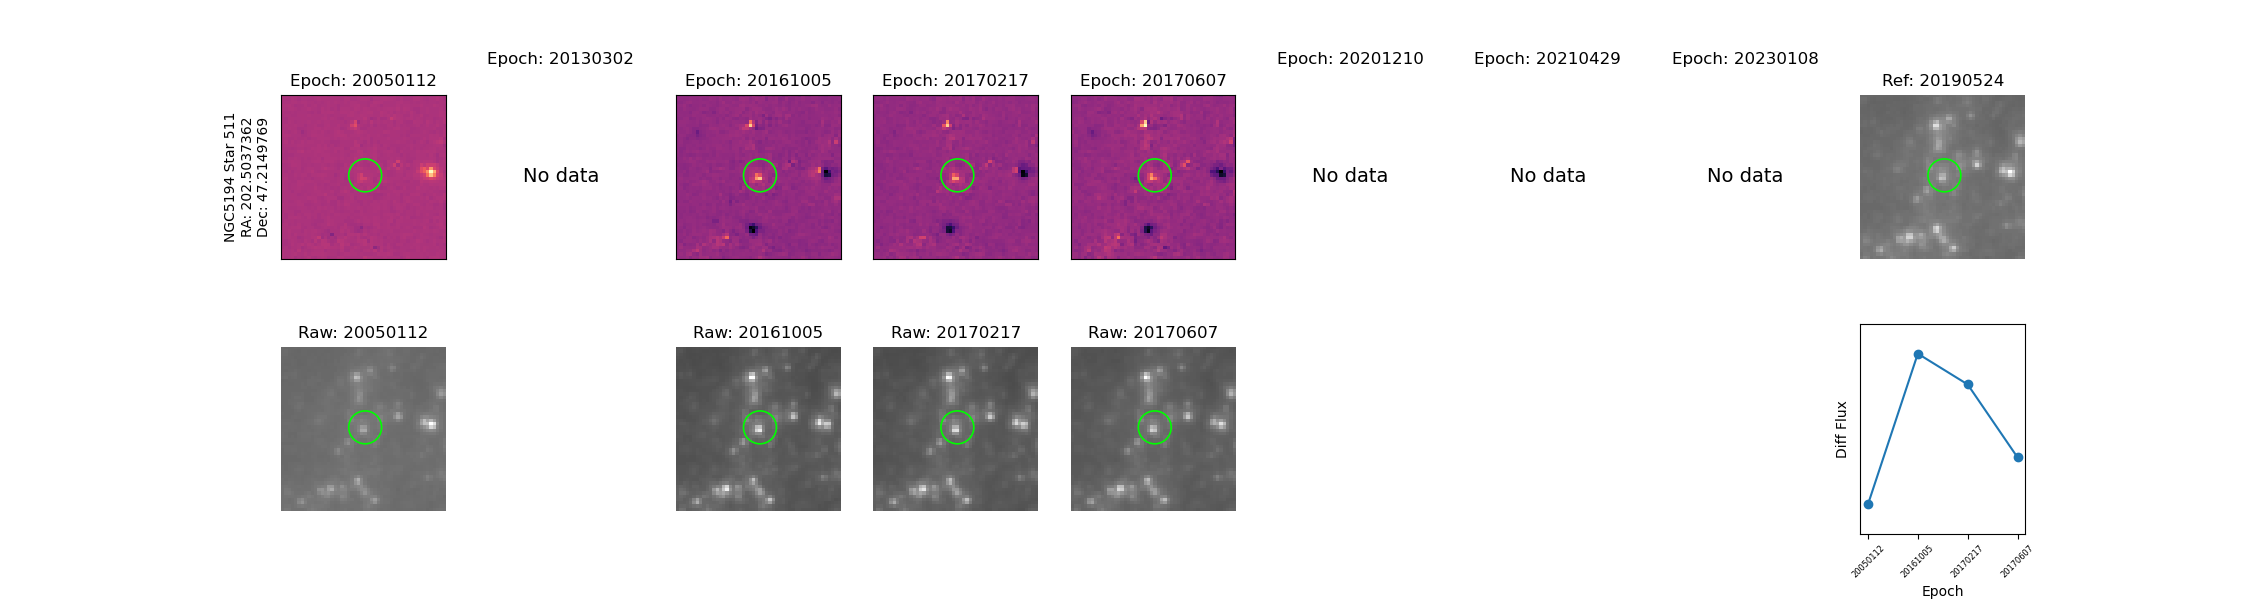 Epoch: 20050112
Epoch: 20130302
Epoch: 20161005
Epoch: 20170217
Epoch: 20170607
Epoch: 20201210
Epoch: 20210429
Epoch: 20230108
Ref: 20190524
NGC5194 Star 511
RA: 202.5037362
Dec: 47.2149769
No data
No data
No data
No data
Raw: 20050112
Raw: 20161005
Raw: 20170217
Raw: 20170607
Diff Flux
20050112
20161005
20170217
20170607
Epoch